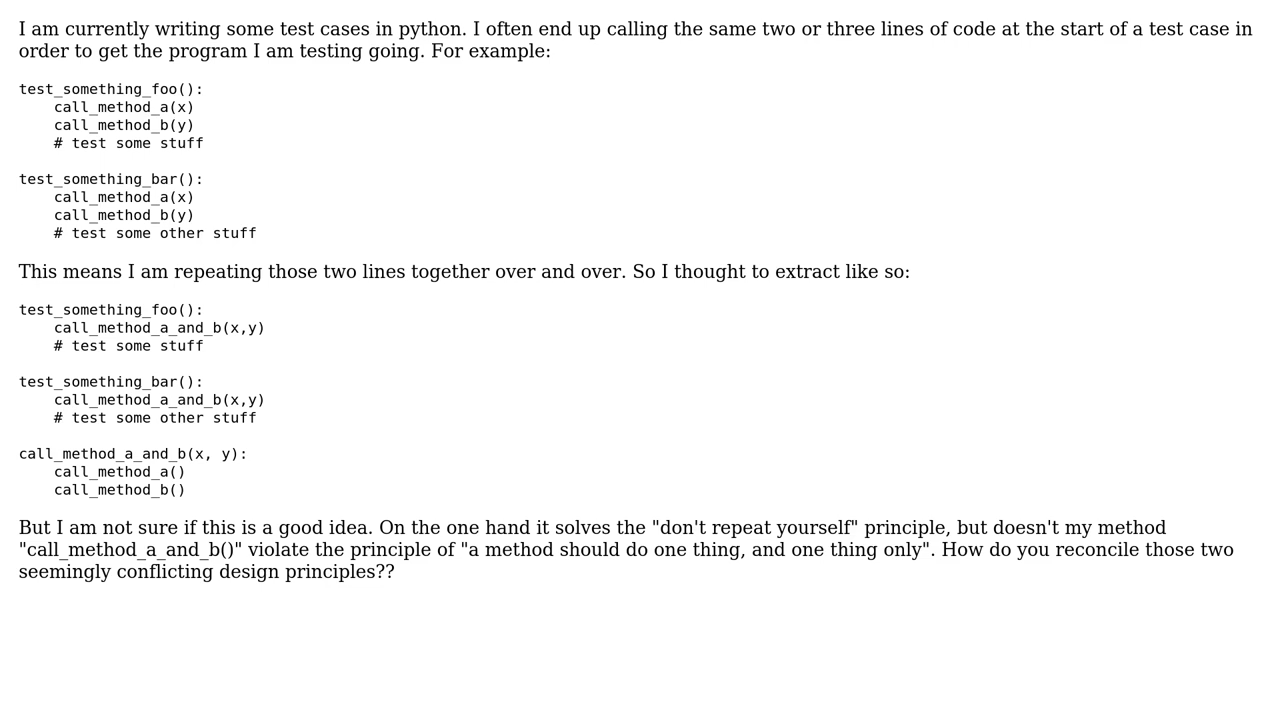 I am currently writing some test cases in python. I often end up calling the same two or three lines of code at the start of a test case in
order to get the program I am testing going. For example:
test_something_foo():
    call_method_a(x)
    call_method_b(y)
    # test some stuff
test_something_bar():
    call_method_a(x)
    call_method_b(y)
    # test some other stuff
This means I am repeating those two lines together over and over. So I thought to extract like so:
test_something_foo():
    call_method_a_and_b(x,y)
    # test some stuff
test_something_bar():
    call_method_a_and_b(x,y)
    # test some other stuff
call_method_a_and_b(x, y):
    call_method_a()
    call_method_b()
But I am not sure if this is a good idea. On the one hand it solves the "don't repeat yourself" principle, but doesn't my method
"call_method_a_and_b()" violate the principle of "a method should do one thing, and one thing only". How do you reconcile those two
seemingly conflicting design principles??